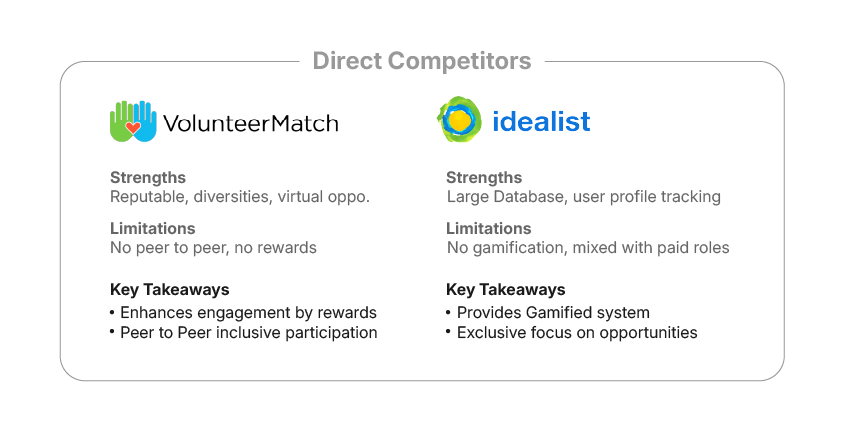 Direct Competitors
VolunteerMatch
Strengths
Reputable, diversities, virtual oppo.
Limitations
No peer to peer, no rewards
Key Takeaways
• Enhances engagement by rewards
• Peer to Peer inclusive participation
idealist
Strengths
Large Database, user profile tracking
Limitations
No gamification, mixed with paid roles
Key Takeaways
• Provides Gamified system
• Exclusive focus on opportunities